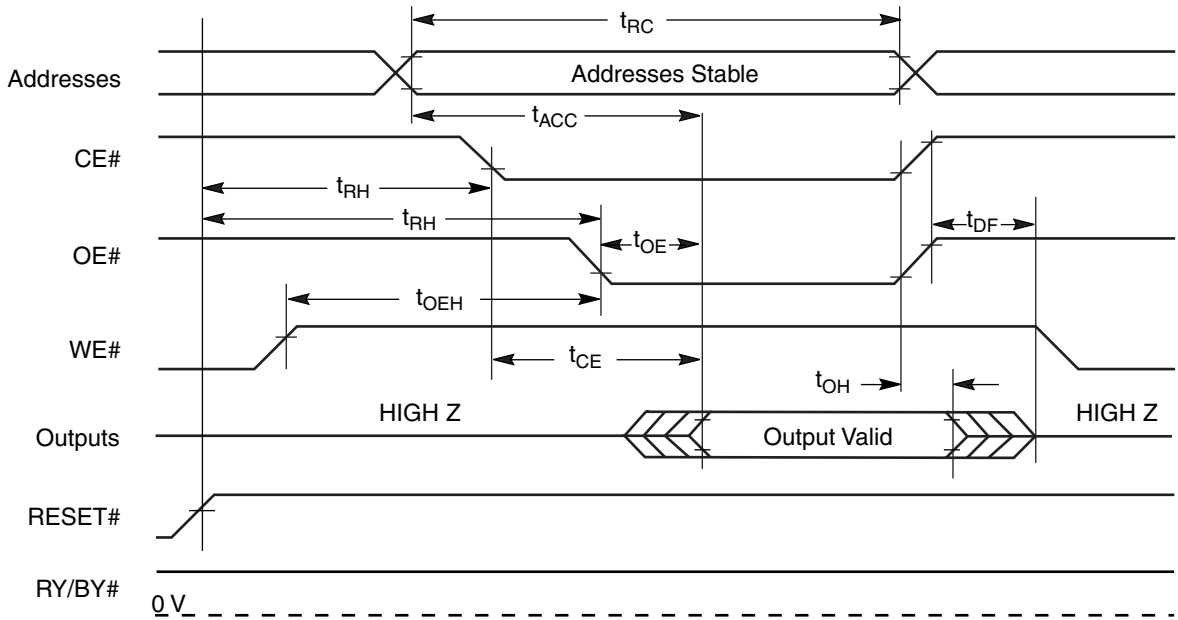 tRC
Addresses
Addresses Stable
tACC
CE#
tRH
tRH
OE#
tOE
tDF
tOEH
WE#
tCE
tOH
HIGH Z
HIGH Z
Outputs
Output Valid
RESET#
RY/BY#
0 V